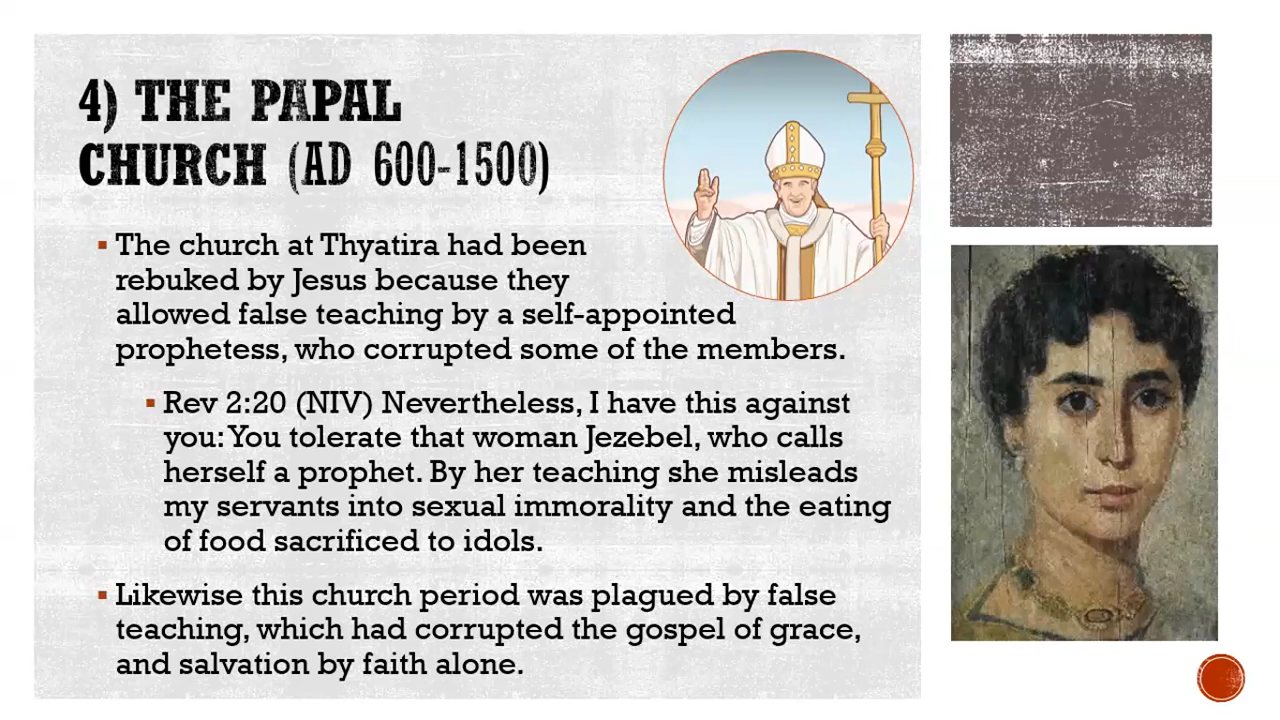 4) THE PAPAL
CHURCH (AD 600-1500)
▪ The church at Thyatira had been
rebuked by Jesus because they
allowed false teaching by a self-appointed
prophetess, who corrupted some of the members.
▪ Rev 2:20 (NIV) Nevertheless, I have this against
you: You tolerate that woman Jezebel, who calls
herself a prophet. By her teaching she misleads
my servants into sexual immorality and the eating
of food sacrificed to idols.
▪ Likewise this church period was plagued by false
teaching, which had corrupted the gospel of grace,
and salvation by faith alone.